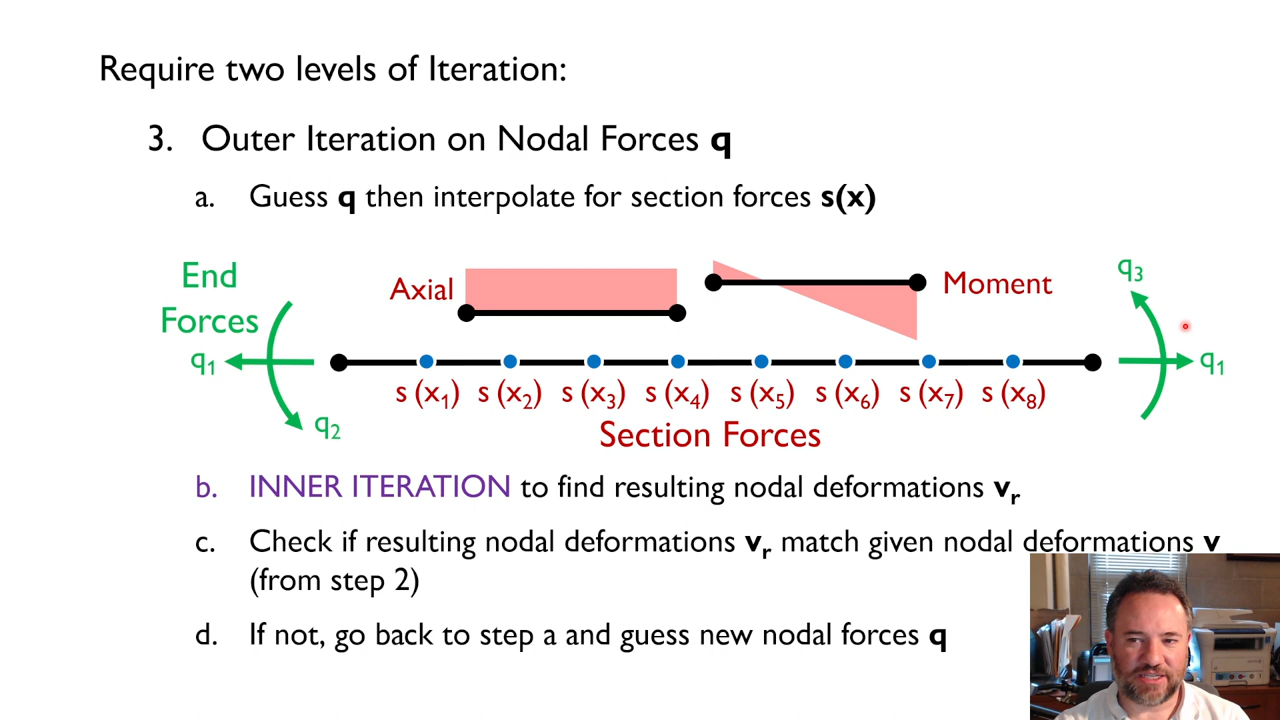 Require two levels of Iteration:
3. Outer Iteration on Nodal Forces q
a. Guess q then interpolate for section forces s(x)
End
Forces
Axial
Moment
q3
q1
q1
q2
s (x1) s (x2) s (x3) s (x4) s (x5) s (x6) s (x7) s (x8)
Section Forces
b. INNER ITERATION to find resulting nodal deformations vr
c. Check if resulting nodal deformations vr match given nodal deformations v
(from step 2)
d. If not, go back to step a and guess new nodal forces q